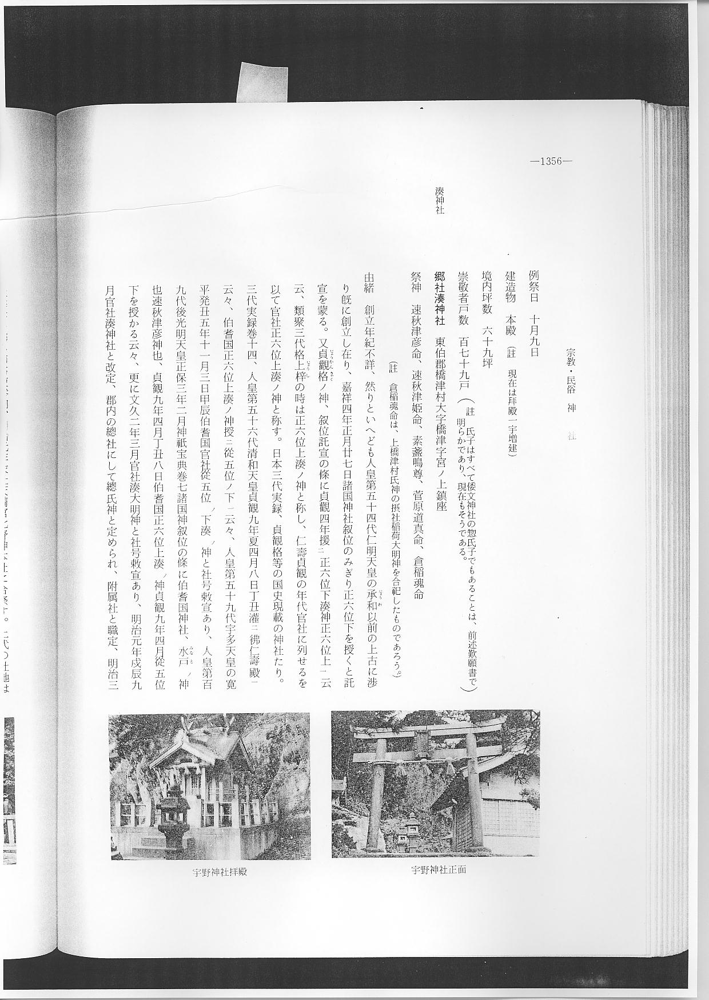 ―1356―
宗教・民俗 神 社
例祭日 十月九日
建造物 本殿 (註 現在は拝殿一宇増建)
境内坪数 六十九坪
崇敬者戸数 百七十九戸 (註 氏子はすべて倭文神社の惣氏子でもあることは、前述歎願書で
明らかであり、現在もそうである。)
湊神社
郷社湊神社 東伯郡橋津村大字橋津字宮ノ上鎮座
祭神 速秋津彦命、速秋津姫命、素盞鳴尊、菅原道真命、倉稲魂命
(註 倉稲魂命は、上橋津村氏神の摂社稲荷大明神を合祀したものであろう。)
由緒 創立年紀不詳、然りといへども人皇第五十四代仁明天皇の承和以前の上古に渉
り既に創立し在り、嘉祥四年正月廿七日諸国神社叙位のみぎり正六位下を授くと託
宣を蒙る。又貞觀格ノ神、叙位託宣の條に貞觀四年援ニ正六位下湊神正六位上一云
云、類聚三代格上梓の時は正六位上湊ノ神と称し、仁壽貞観の年代官社に列せるを
以て官社正六位上湊ノ神と称す。日本三代実録、貞観格等の国史現載の神社たり。
三代実録巻十四、人皇第五十六代清和天皇貞観九年夏四月八日丁丑灌ニ彿仁壽殿一
云々、伯耆国正六位上湊ノ神授ニ從五位ノ下ニ云々、人皇第五十九代宇多天皇の寛
平発丑五年十一月三日甲辰伯耆国官社從五位ノ下湊ノ神と社号敕宣あり、人皇第百
九代後光明天皇正保三年二月神祇宝典巻七諸国神叙位の條に伯耆国神社、水戸ノ神
也速秋津彦神也、貞観九年四月丁丑八日伯耆国正六位上湊ノ神貞観九年四月從五位
下を授かる云々、更に文久二年三月官社湊大明神と社号敕宣あり、明治元年戍辰九
月官社湊神社と改定、郡内の總社にして總氏神と定められ、附属社と職定、明治三
宇野神社正面
宇野神社拝殿